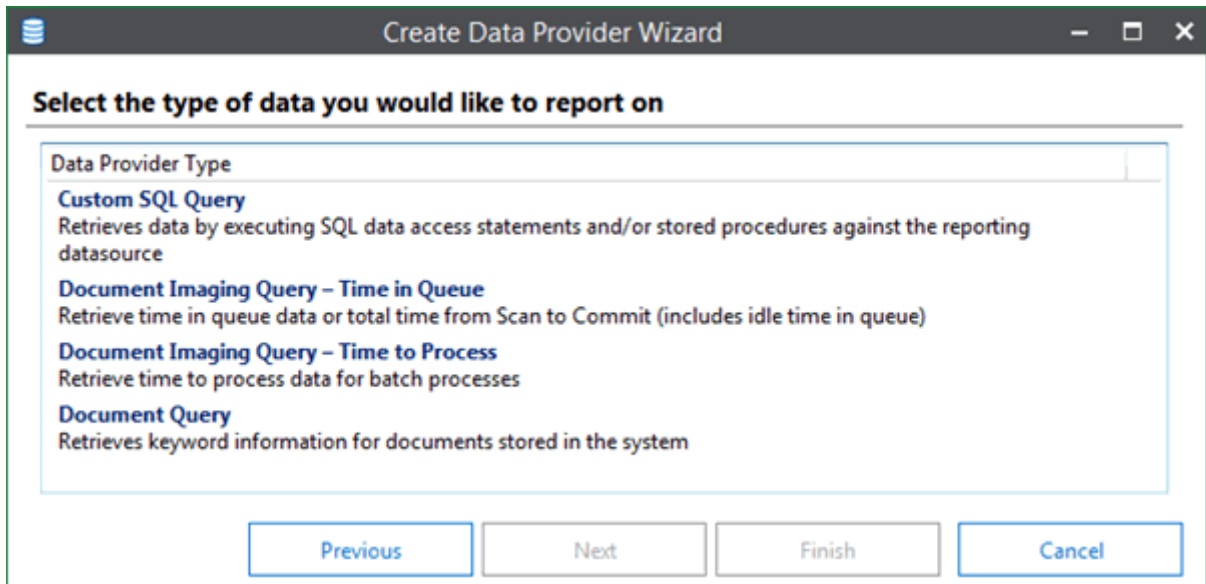 Create Data Provider Wizard
Select the type of data you would like to report on
Data Provider Type
Custom SQL Query
Retrieves data by executing SQL data access statements and/or stored procedures against the reporting
datasource
Document Imaging Query – Time in Queue
Retrieve time in queue data or total time from Scan to Commit (includes idle time in queue)
Document Imaging Query – Time to Process
Retrieve time to process data for batch processes
Document Query
Retrieves keyword information for documents stored in the system
Previous Next Finish Cancel